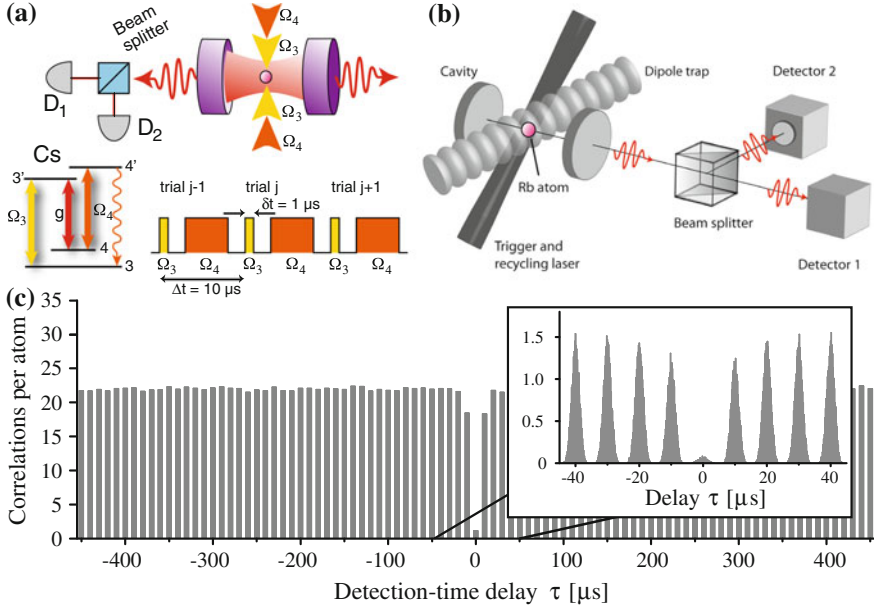 (a)
Beam
splitter
Ω4
Ω3
D1
D2
Ω3
Ω4
Cs
3'
4'
Ω3
g
Ω4
4
3
trial j-1
trial j
trial j+1
δt = 1 μs
Ω3
Ω4
Ω3
Ω4
Ω3
Ω4
Δt = 10 μs
(b)
Cavity
Dipole trap
Detector 2
Rb atom
Beam splitter
Trigger and
recycling laser
Detector 1
(c)
Correlations per atom
35
30
25
20
15
10
5
0
-400
-300
-200
-100
0
100
200
300
400
Detection-time delay τ [μs]
1.5
1.0
0.5
0
-40
-20
0
20
40
Delay τ [μs]